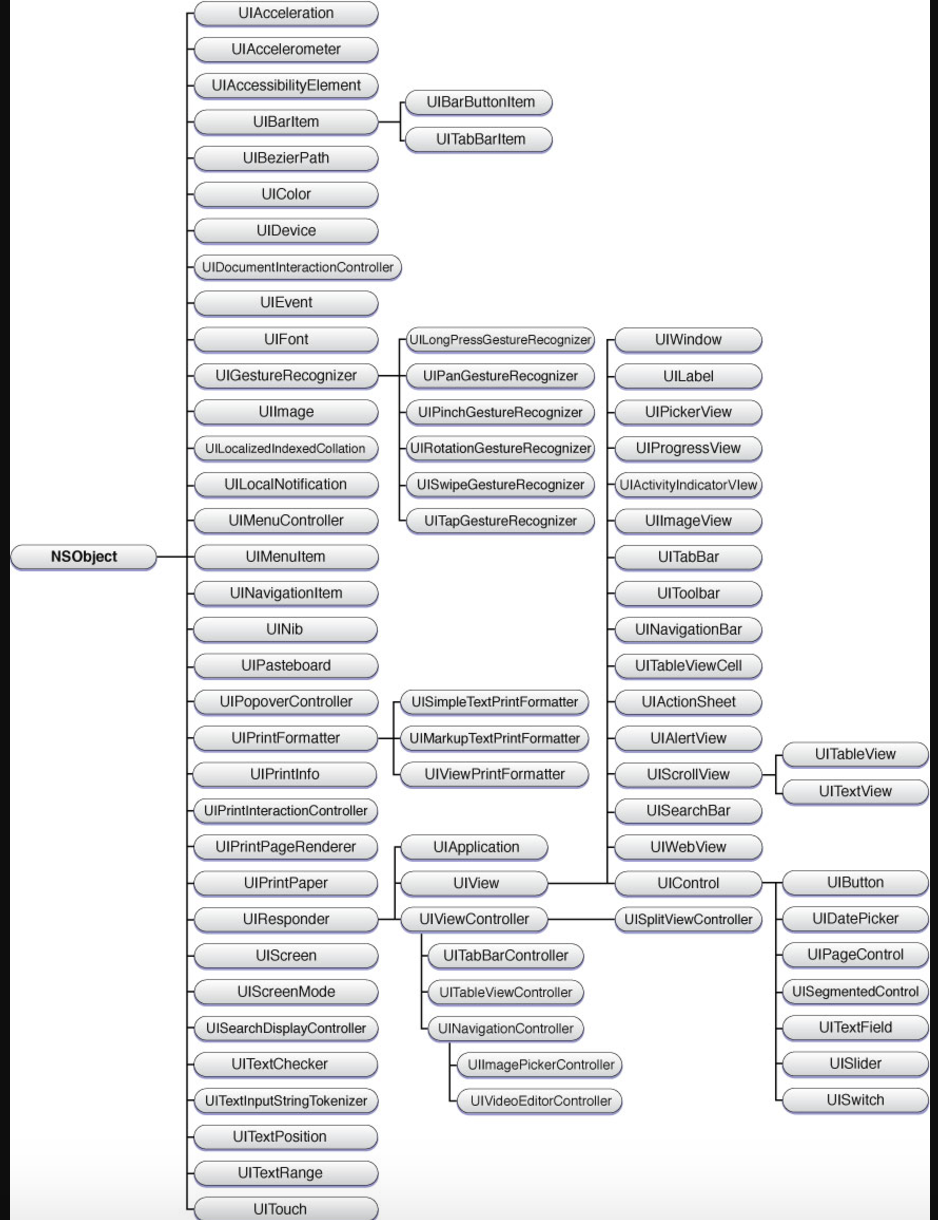 UIAcceleration
UIAccelerometer
UIAccessibilityElement
UIBarItem
UIBarButtonItem
UITabBarItem
UIBezierPath
UIColor
UIDevice
UIDocumentInteractionController
UIEvent
UIFont
UIGestureRecognizer
UIImage
UILocalizedIndexedCollation
UILocalNotification
UIMenuController
UILongPressGestureRecognizer
UIPanGestureRecognizer
UIPinchGestureRecognizer
UIRotationGestureRecognizer
UISwipeGestureRecognizer
UITapGestureRecognizer
UIWindow
UILabel
UIPickerView
UIProgressView
UIActivityIndicatorVIew
UIImageView
UITabBar
UIToolbar
UINavigationBar
UITableViewCell
UIActionSheet
UIAlertView
UIScrollView
UISearchBar
UIWebView
UIControl
UISplitViewController
UITableView
UITextView
NSObject
UIMenuItem
UINavigationItem
UINib
UIPasteboard
UIPopoverController
UIPrintFormatter
UIPrintInfo
UISimpleTextPrintFormatter
UIMarkupTextPrintFormatter
UIViewPrintFormatter
UIPrintInteractionController
UIPrintPageRenderer
UIPrintPaper
UIResponder
UIApplication
UIView
UIViewController
UITabBarController
UITableViewController
UINavigationController
UIImagePickerController
UIVideoEditorController
UIButton
UIDatePicker
UIPageControl
UISegmentedControl
UITextField
UISlider
UISwitch
UIScreen
UIScreenMode
UISearchDisplayController
UITextChecker
UITextInputStringTokenizer
UITextPosition
UITextRange
UITouch